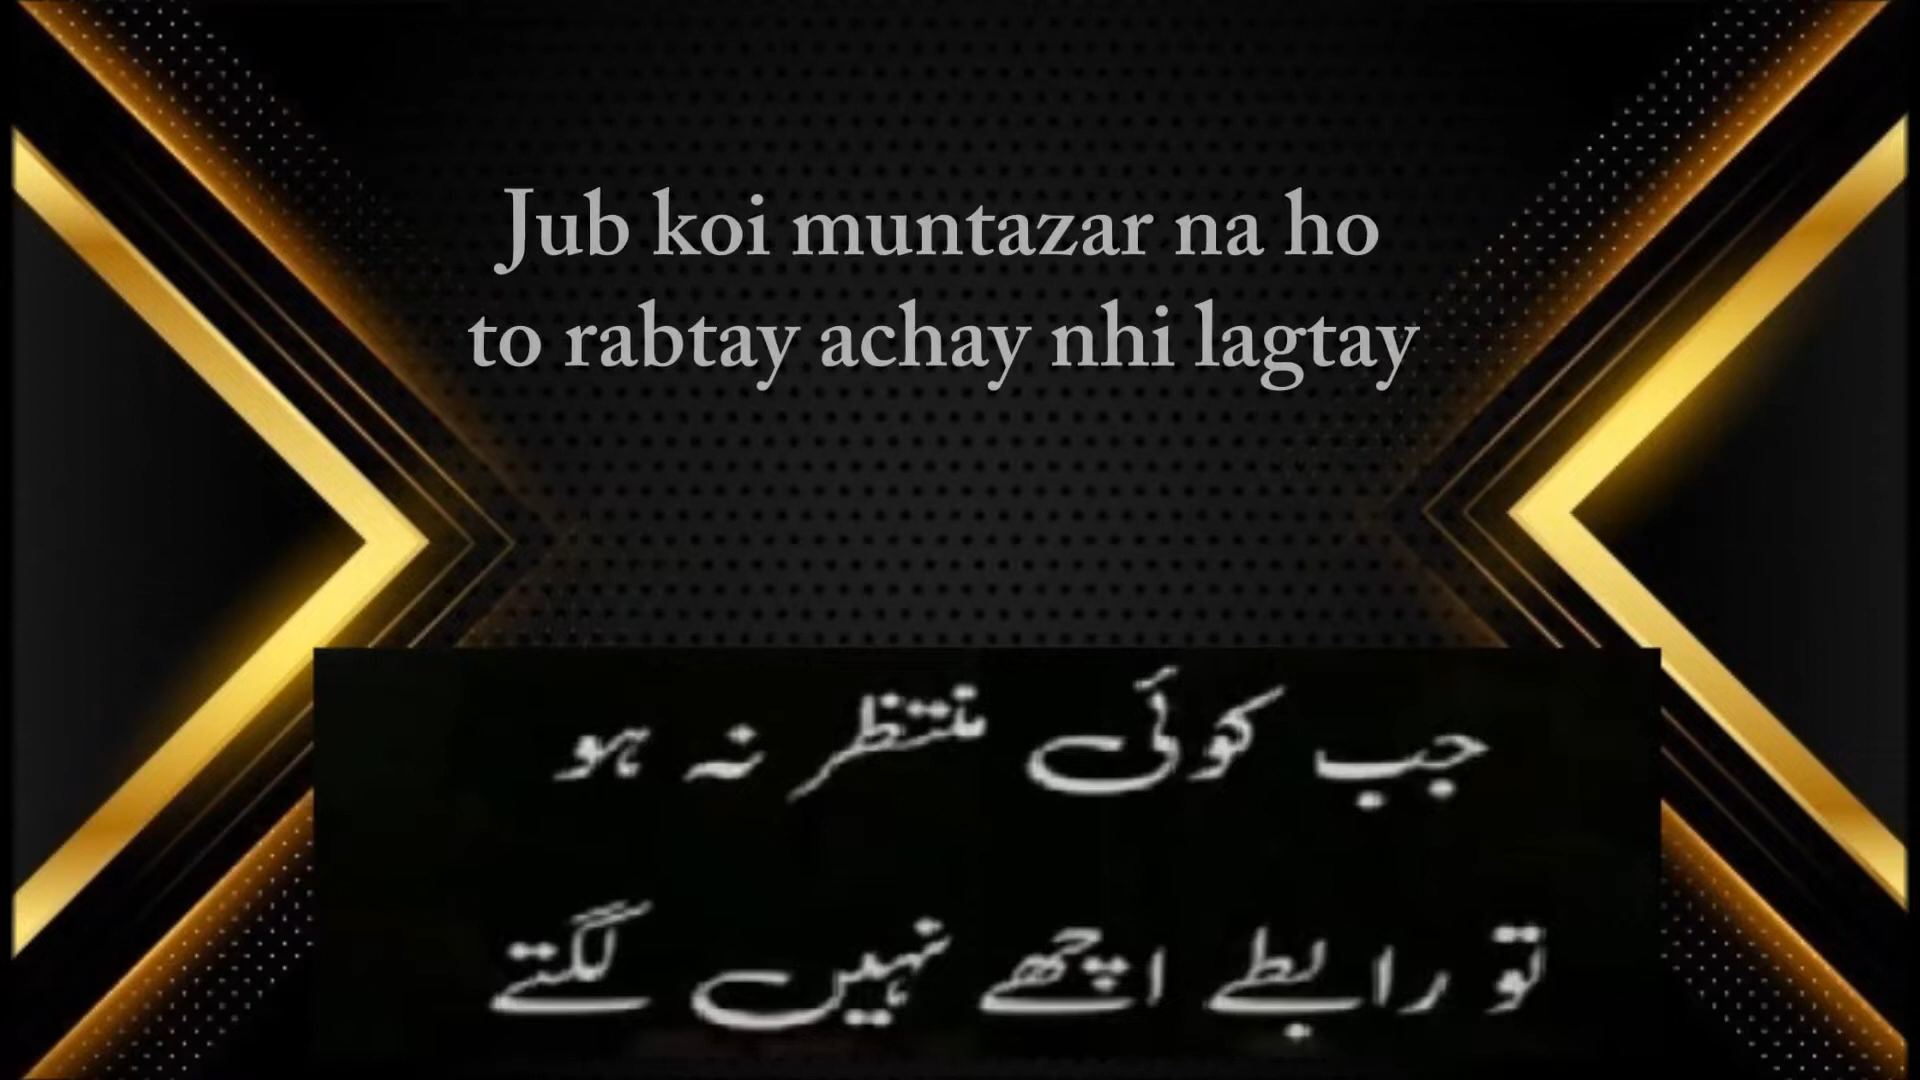 Jub koi muntazar na ho
to rabtay achay nhi lagtay
جب کوئی منتظر نہ ہو
تو رابطے اچھے نہیں لگتے